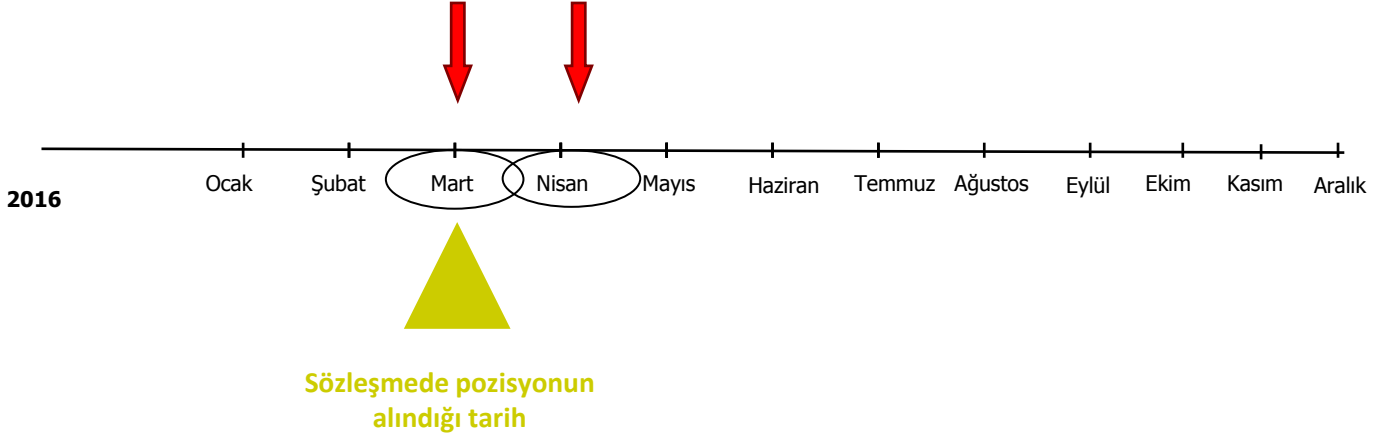 Ocak Şubat Mart Nisan Mayıs Haziran Temmuz Ağustos Eylül Ekim Kasım Aralık
2016
Sözleşmede pozisyonun
alındığı tarih